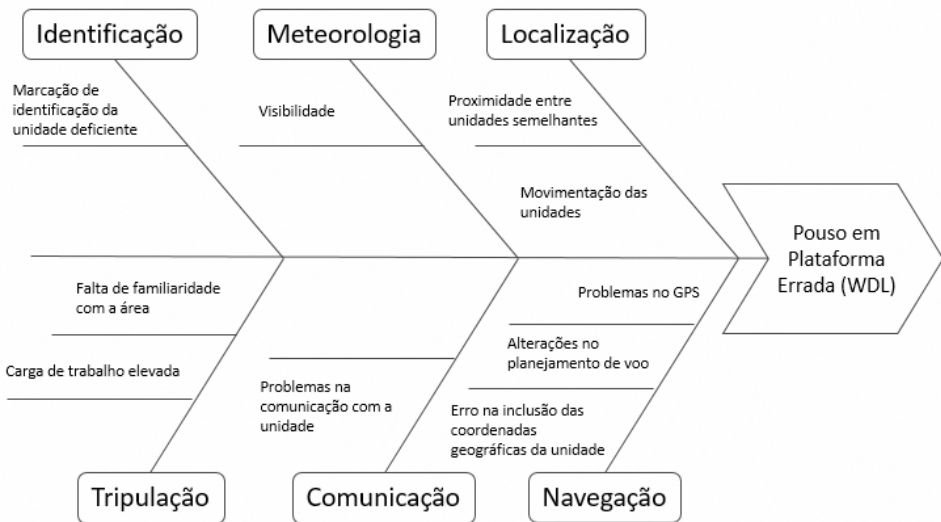 Identificação
Meteorologia
Localização
Marcação de
identificação da
unidade deficiente
Visibilidade
Proximidade entre
unidades semelhantes
Movimentação das
unidades
Pouso em
Plataforma
Errada (WDL)
Falta de familiaridade
com a área
Carga de trabalho elevada
Problemas na
comunicação com a
unidade
Problemas no GPS
Alterações no
planejamento de voo
Erro na inclusão das
coordenadas
geográficas da unidade
Tripulação
Comunicação
Navegação